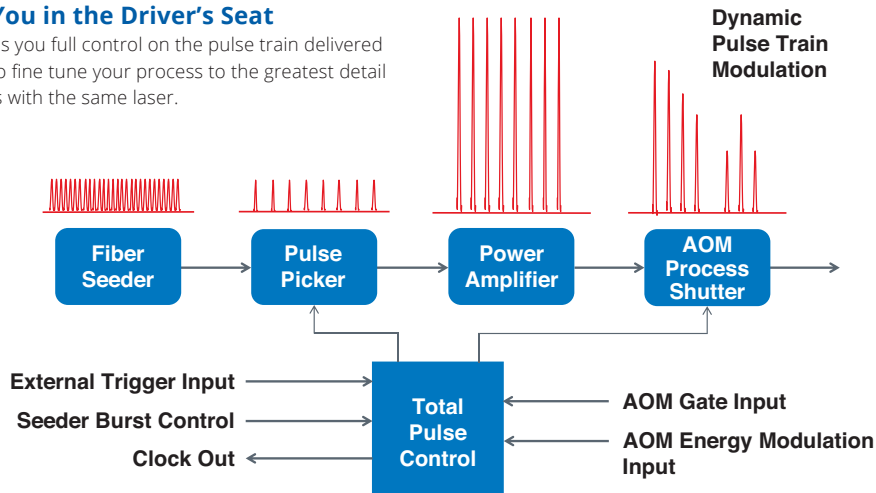 You in the Driver's Seat
s you full control on the pulse train delivered
o fine tune your process to the greatest detail
s with the same laser.
Dynamic
Pulse Train
Modulation
Fiber
Seeder
Pulse
Picker
Power
Amplifier
AOM
Process
Shutter
External Trigger Input
Seeder Burst Control
Clock Out
Total
Pulse
Control
AOM Gate Input
AOM Energy Modulation
Input